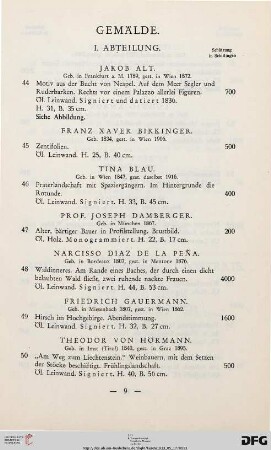 GEMÄLDE.
I. ABTEILUNG.
Schätzung
in Schillingen
JAKOB ALT.
Geb. in Frankfurt a. M. 1789, gest. in Wien 1872.
44 Motiv aus der Bucht von Neapel. Auf dem Meer Segler und
Ruderbarken. Rechts vor einem Palazzo allerlei Figuren. 700
Öl. Leinwand. Signiert und datiert 1836.
H. 31, B. 35 cm.
Siehe Abbildung.
FRANZ XAVER BIRKINGER.
Geb. 1834, gest. in Wien 1906.
45 Zentifolien. 500
Öl. Leinwand. H. 25, B. 40 cm.
TINA BLAU.
Geb. in Wien 1847, gest. daselbst 1916.
46 Praterlandschaft mit Spaziergängern. Im Hintergrunde die
Rotunde. 400
Öl. Leinwand. Signiert. H. 33, B. 45 cm.
PROF. JOSEPH DAMBERGER.
Geb. in München 1867.
47 Alter, bärtiger Bauer in Profilstellung. Brustbild. 200
Öl. Holz. Monogrammiert. H. 22, B. 17 cm.
NARCISSO DIAZ DE LA PEÑA.
Geb. in Bordeaux 1807, gest. in Mentone 1876.
48 Waldinneres. Am Rande eines Baches, der durch einen dicht
belaubten Wald fließt, zwei ruhende nackte Frauen. 4000
Öl. Leinwand. Signiert. H. 44, B. 53 cm.
FRIEDRICH GAUERMANN.
Geb. in Miesenbach 1807, gest. in Wien 1862.
49 Hirsch im Hochgebirge. Abendstimmung. 1600
Öl. Leinwand. Signiert. H. 32, B. 27 cm.
THEODOR VON HÖRMANN.
Geb. in Imst (Tirol) 1840, gest. in Graz 1895.
50 „Am Weg zum Liechtenstein.“ Weinbauern, mit dem Setzen
der Stöcke beschäftigt. Frühlingslandschaft. 500
Öl. Leinwand. Signiert. H. 40, B. 50 cm.
— 9 —
DFG